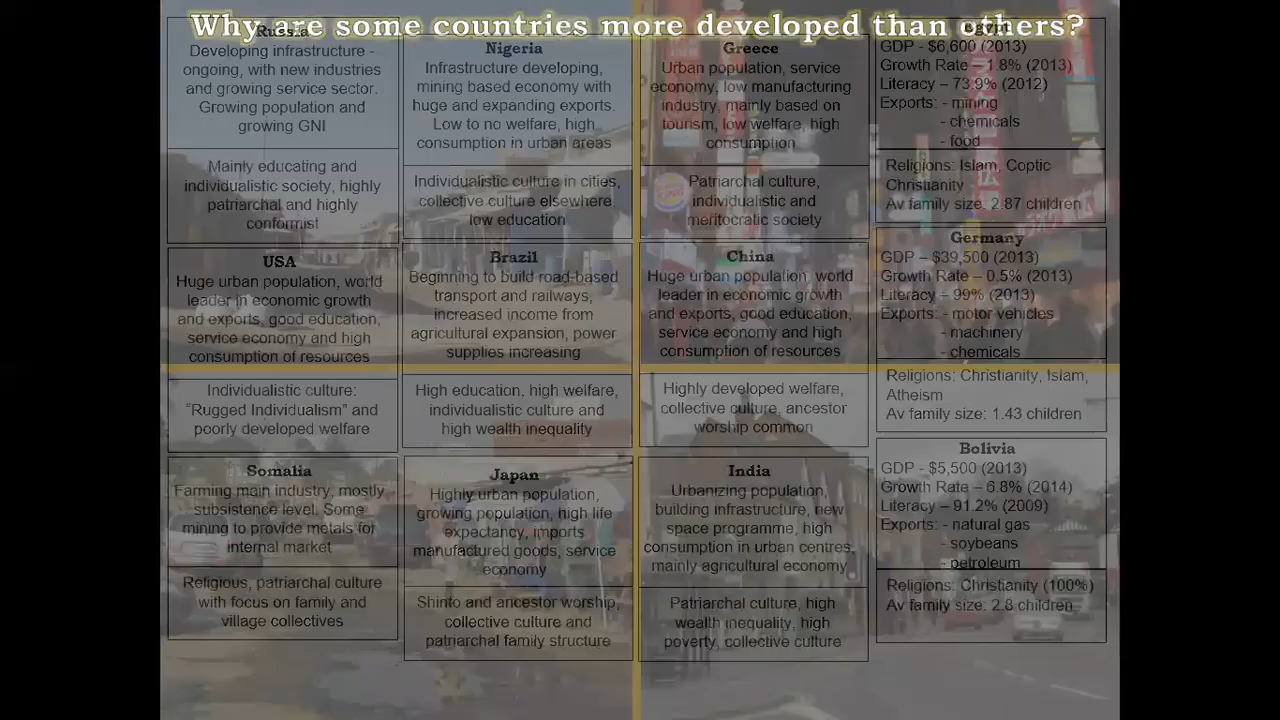 Why are some countries more developed than others?
Russia
Developing infrastructure -
ongoing, with new industries
and growing service sector.
Growing population and
growing GNI
Mainly educating and
individualistic society, highly
patriarchal and highly
conformist
Nigeria
Infrastructure developing,
mining based economy with
huge and expanding exports.
Low to no welfare, high
consumption in urban areas
Individualistic culture in cities,
collective culture elsewhere,
low education
Greece
Urban population, service
economy, low manufacturing
industry, mainly based on
tourism, low welfare, high
consumption
Patriarchal culture,
individualistic and
meritocratic society
Egypt
GDP - $6,600 (2013)
Growth Rate – 1.8% (2013)
Literacy – 73.9% (2012)
Exports: - mining
- chemicals
- food
Religions: Islam, Coptic
Christianity
Av family size: 2.87 children
USA
Huge urban population, world
leader in economic growth
and exports, good education,
service economy and high
consumption of resources
Individualistic culture:
“Rugged Individualism” and
poorly developed welfare
Brazil
Beginning to build road-based
transport and railways,
increased income from
agricultural expansion, power
supplies increasing
High education, high welfare,
individualistic culture and
high wealth inequality
China
Huge urban population, world
leader in economic growth
and exports, good education,
service economy and high
consumption of resources
Highly developed welfare,
collective culture, ancestor
worship common
Germany
GDP – $39,500 (2013)
Growth Rate – 0.5% (2013)
Literacy – 99% (2013)
Exports: - motor vehicles
- machinery
- chemicals
Religions: Christianity, Islam,
Atheism
Av family size: 1.43 children
Somalia
Farming main industry, mostly
subsistence level. Some
mining to provide metals for
internal market
Religious, patriarchal culture
with focus on family and
village collectives
Japan
Highly urban population,
growing population, high life
expectancy, imports
manufactured goods, service
economy
Shinto and ancestor worship,
collective culture and
patriarchal family structure
India
Urbanizing population,
building infrastructure, new
space programme, high
consumption in urban centres,
mainly agricultural economy
Patriarchal culture, high
wealth inequality, high
poverty, collective culture
Bolivia
GDP - $5,500 (2013)
Growth Rate – 6.8% (2014)
Literacy – 91.2% (2009)
Exports: - natural gas
- soybeans
- petroleum
Religions: Christianity (100%)
Av family size: 2.8 children